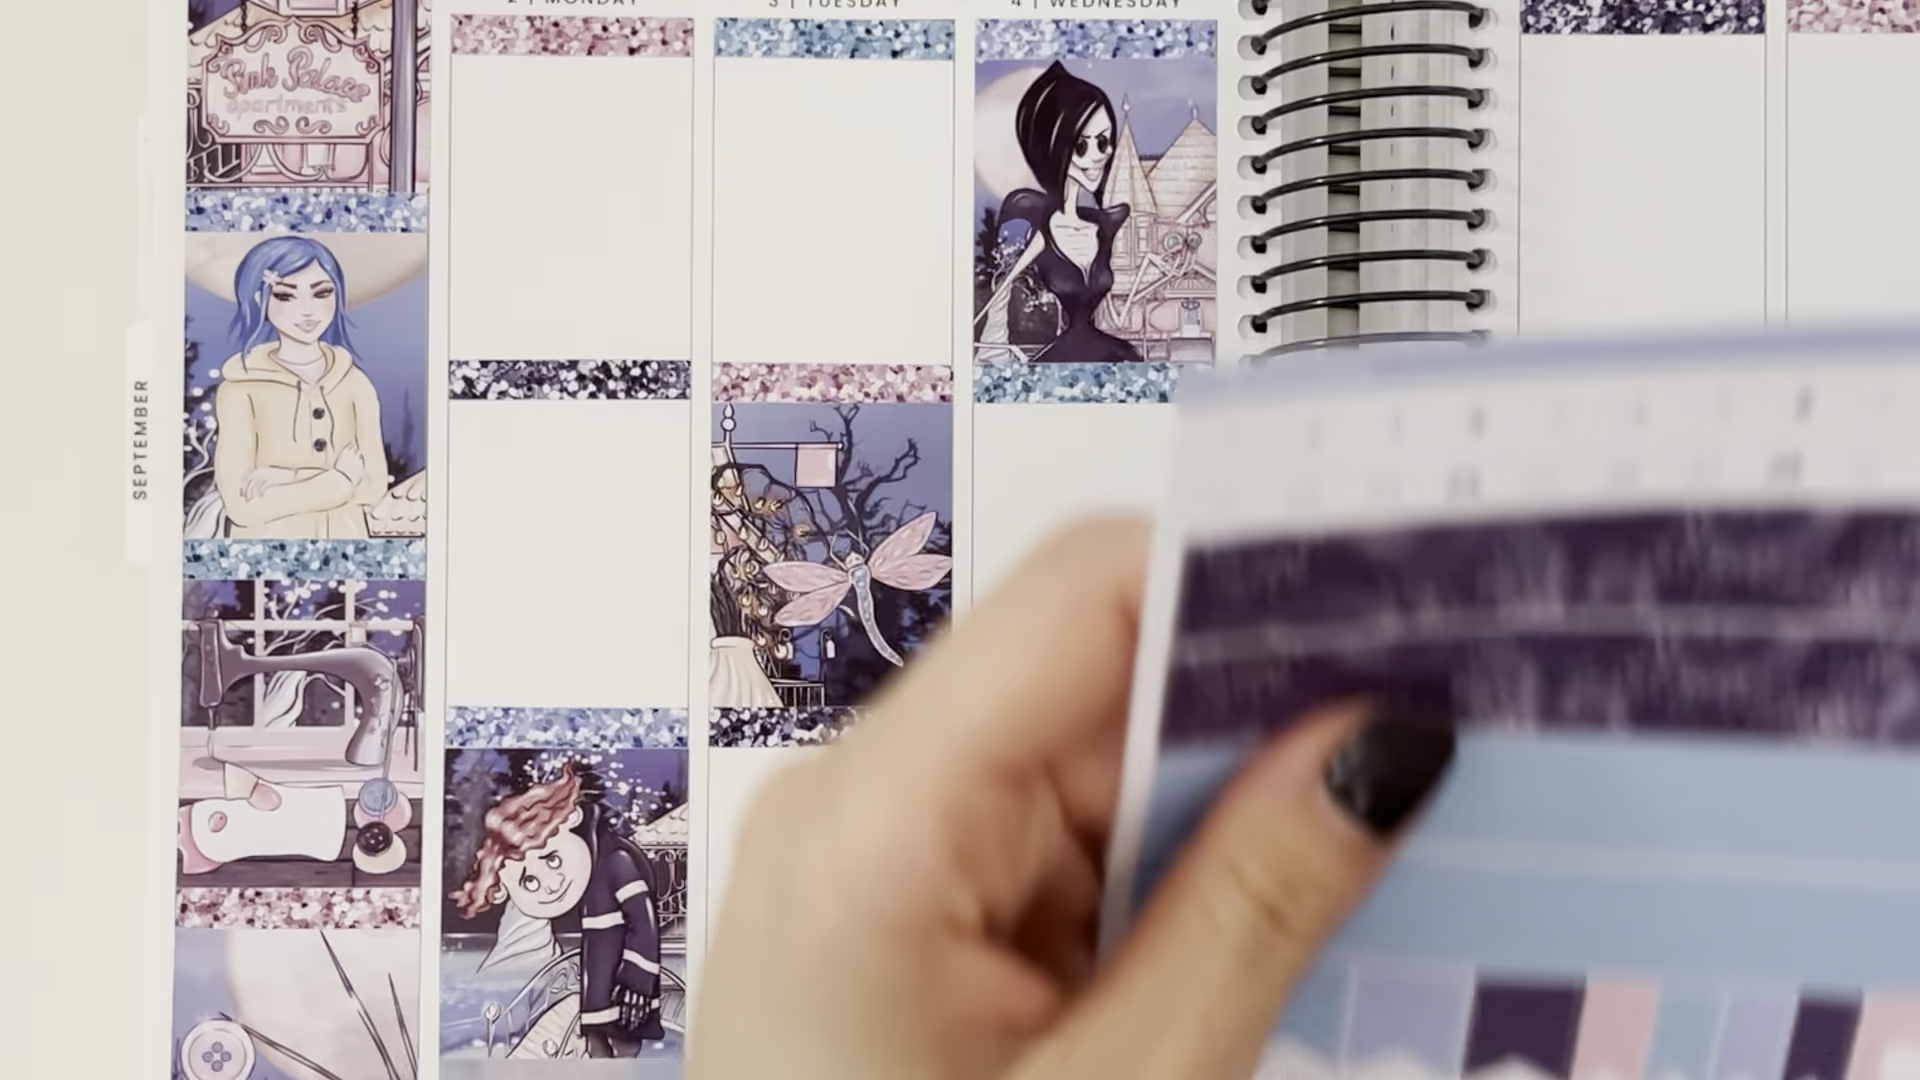 2 | MONDAY
3 | TUESDAY
4 | WEDNESDAY
Pink Palace
apartments
SEPTEMBER